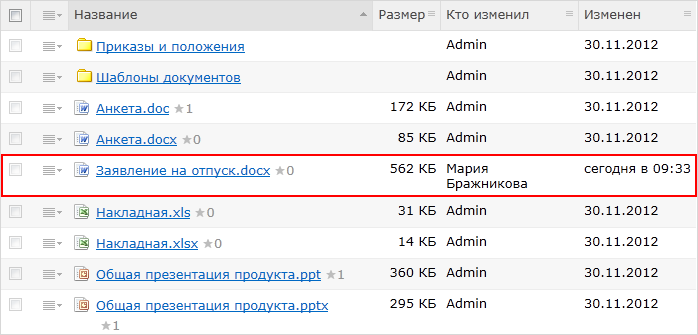 Название Размер Кто изменил Изменен
Приказы и положения Admin 30.11.2012
Шаблоны документов Admin 30.11.2012
Анкета.doc ★1 172 КБ Admin 30.11.2012
Анкета.docx ★0 85 КБ Admin 30.11.2012
Заявление на отпуск.docx ★0 562 КБ Мария сегодня в 09:33
Бражникова
Накладная.xls ★0 31 КБ Admin 30.11.2012
Накладная.xlsx ★0 14 КБ Admin 30.11.2012
Общая презентация продукта.ppt ★1 360 КБ Admin 30.11.2012
Общая презентация продукта.pptx 295 КБ Admin 30.11.2012
★1